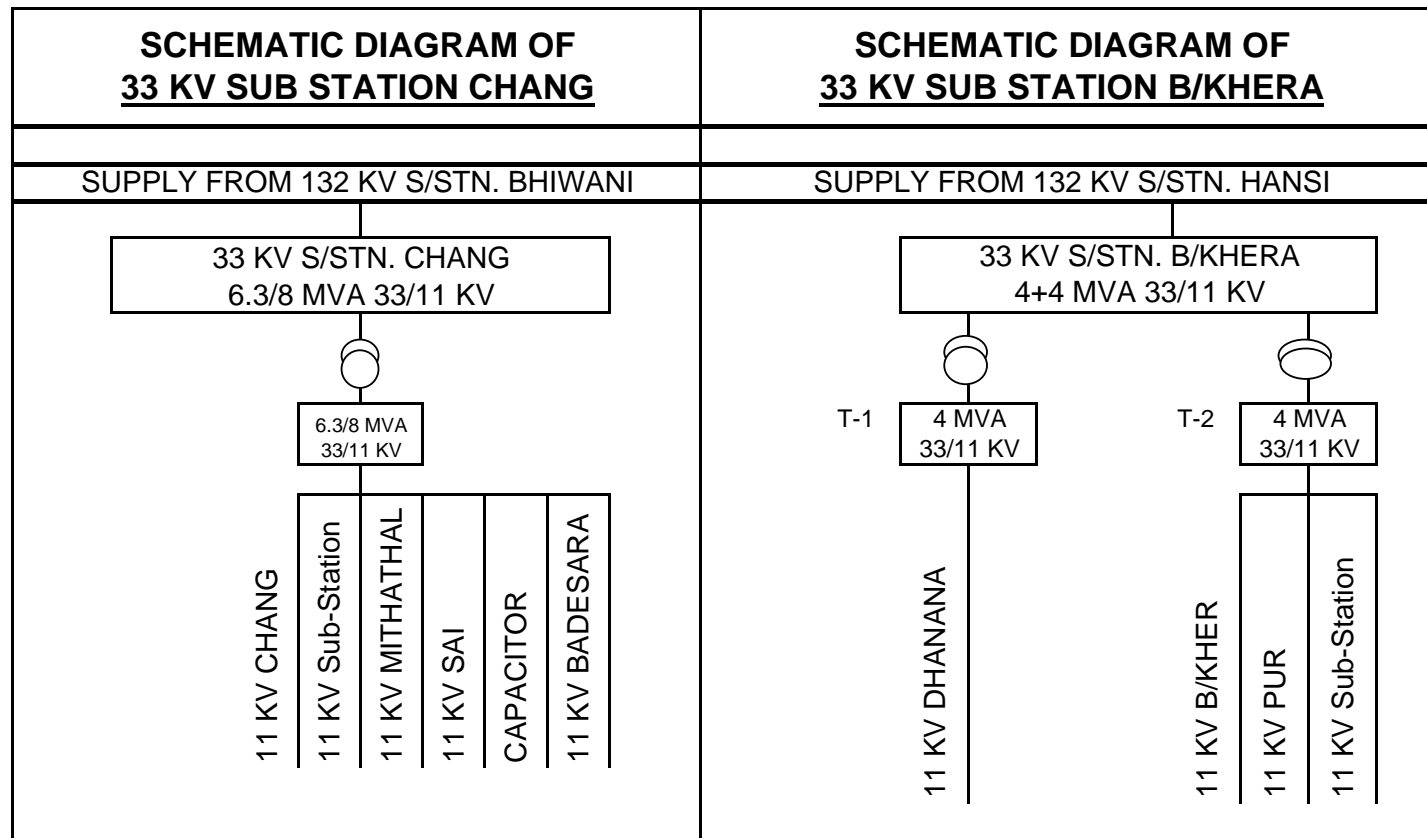 SCHEMATIC DIAGRAM OF
33 KV SUB STATION CHANG
SUPPLY FROM 132 KV S/STN. BHIWANI
33 KV S/STN. CHANG
6.3/8 MVA 33/11 KV
6.3/8 MVA
33/11 KV
11 KV CHANG
11 KV Sub-Station
11 KV MITHATHAL
11 KV SAI
CAPACITOR
11 KV BADESARA
SCHEMATIC DIAGRAM OF
33 KV SUB STATION B/KHERA
SUPPLY FROM 132 KV S/STN. HANSI
33 KV S/STN. B/KHERA
4+4 MVA 33/11 KV
T-1
4 MVA
33/11 KV
T-2
4 MVA
33/11 KV
11 KV DHANANA
11 KV B/KHER
11 KV PUR
11 KV Sub-Station